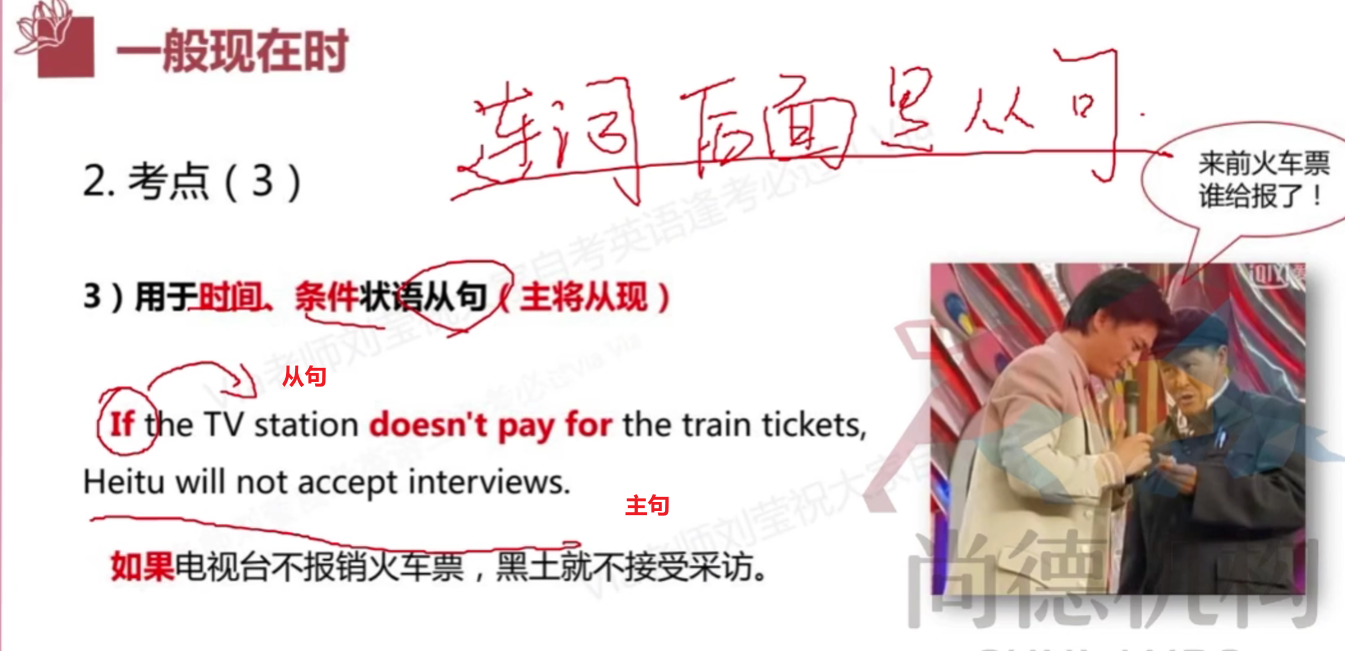 一般现在时
连词后面是从句.
来前火车票
谁给报了！
2. 考点（3）
3）用于时间、条件状语从句（主将从现）
从句
If the TV station doesn't pay for the train tickets,
Heitu will not accept interviews.
主句
如果电视台不报销火车票，黑土就不接受采访。
尚德机构